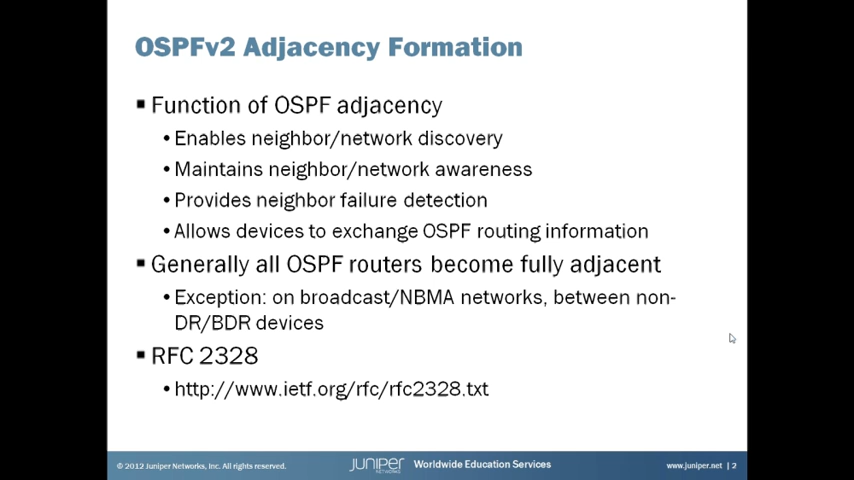 OSPFv2 Adjacency Formation
▪ Function of OSPF adjacency
• Enables neighbor/network discovery
• Maintains neighbor/network awareness
• Provides neighbor failure detection
• Allows devices to exchange OSPF routing information
▪ Generally all OSPF routers become fully adjacent
• Exception: on broadcast/NBMA networks, between non-
DR/BDR devices
▪ RFC 2328
• http://www.ietf.org/rfc/rfc2328.txt
© 2012 Juniper Networks, Inc. All rights reserved.
JUNIPER
NETWORKS
Worldwide Education Services
www.juniper.net | 2